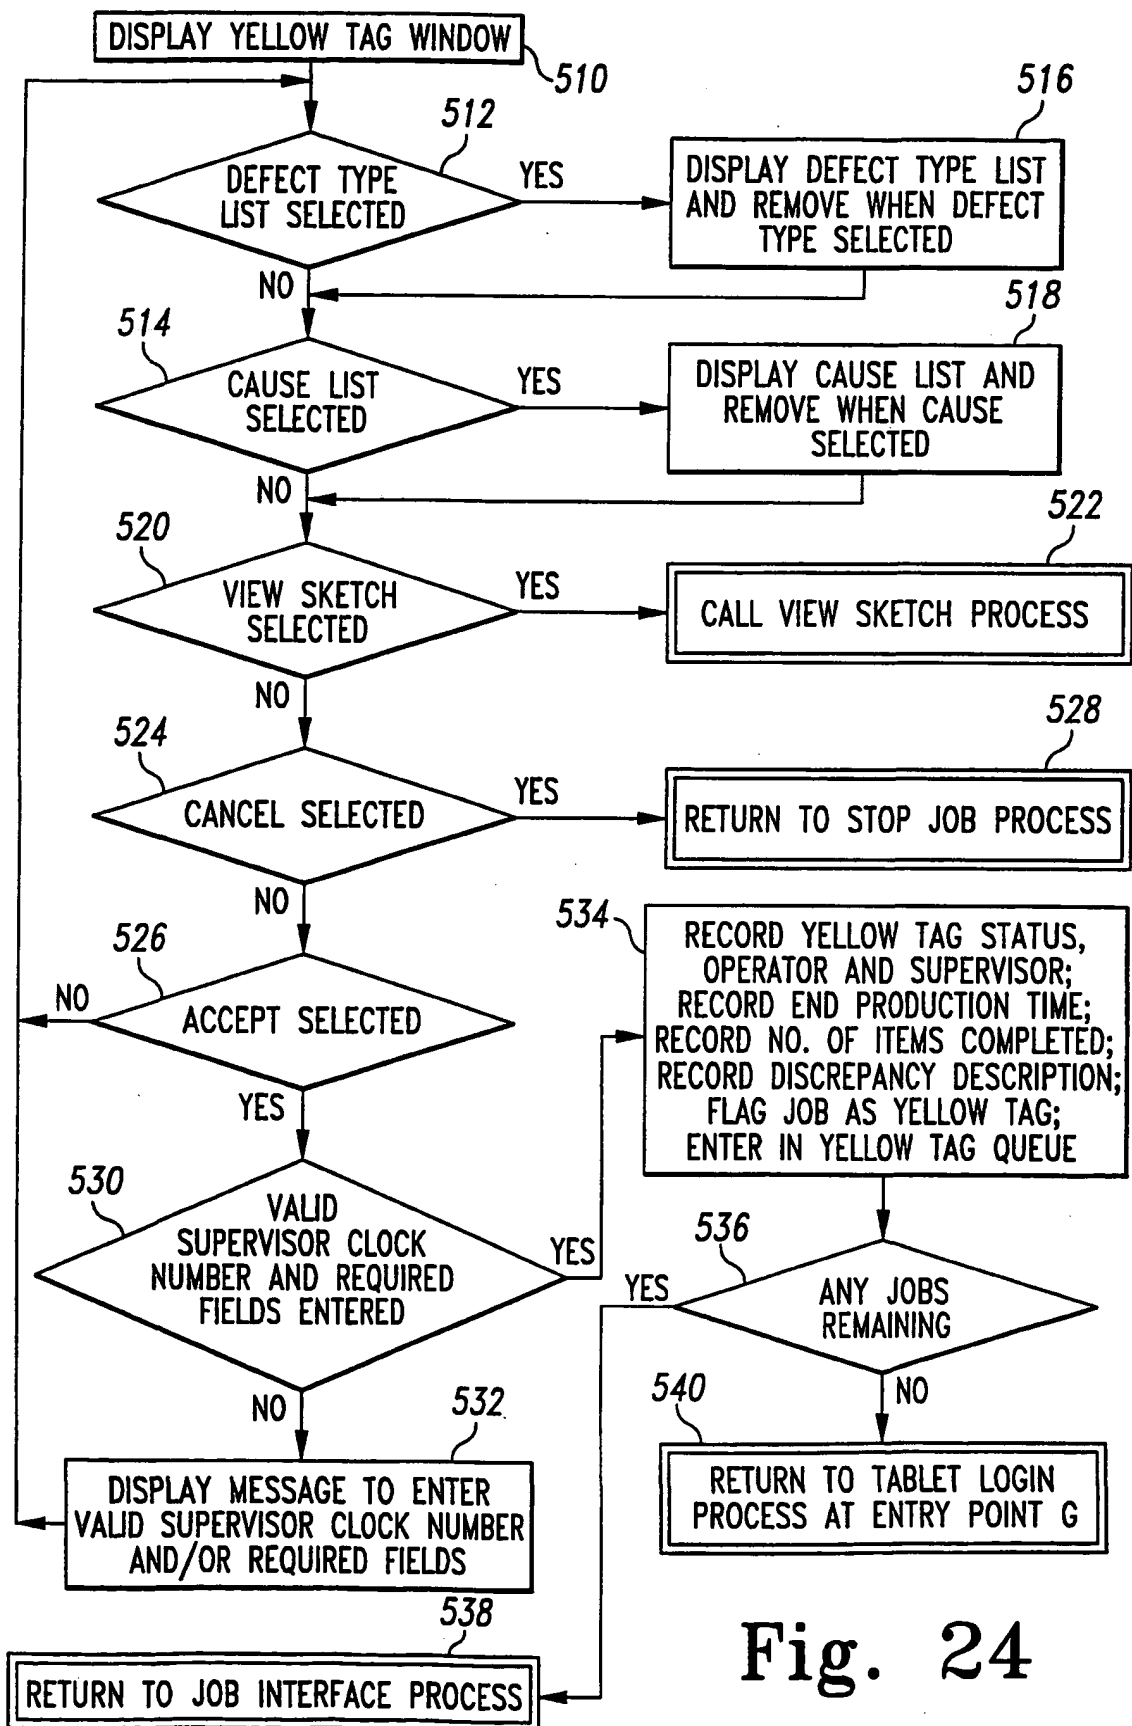 DISPLAY YELLOW TAG WINDOW
510
512
516
DEFECT TYPE
LIST SELECTED
YES
DISPLAY DEFECT TYPE LIST
AND REMOVE WHEN DEFECT
TYPE SELECTED
NO
514
518
CAUSE LIST
SELECTED
YES
DISPLAY CAUSE LIST AND
REMOVE WHEN CAUSE
SELECTED
NO
520
522
VIEW SKETCH
SELECTED
YES
CALL VIEW SKETCH PROCESS
NO
524
528
CANCEL SELECTED
YES
RETURN TO STOP JOB PROCESS
NO
526
ACCEPT SELECTED
NO
YES
534
RECORD YELLOW TAG STATUS,
OPERATOR AND SUPERVISOR;
RECORD END PRODUCTION TIME;
RECORD NO. OF ITEMS COMPLETED;
RECORD DISCREPANCY DESCRIPTION;
FLAG JOB AS YELLOW TAG;
ENTER IN YELLOW TAG QUEUE
530
VALID
SUPERVISOR CLOCK
NUMBER AND REQUIRED
FIELDS ENTERED
YES
NO
536
ANY JOBS
REMAINING
YES
NO
532
DISPLAY MESSAGE TO ENTER
VALID SUPERVISOR CLOCK NUMBER
AND/OR REQUIRED FIELDS
540
RETURN TO TABLET LOGIN
PROCESS AT ENTRY POINT G
538
RETURN TO JOB INTERFACE PROCESS
Fig. 24